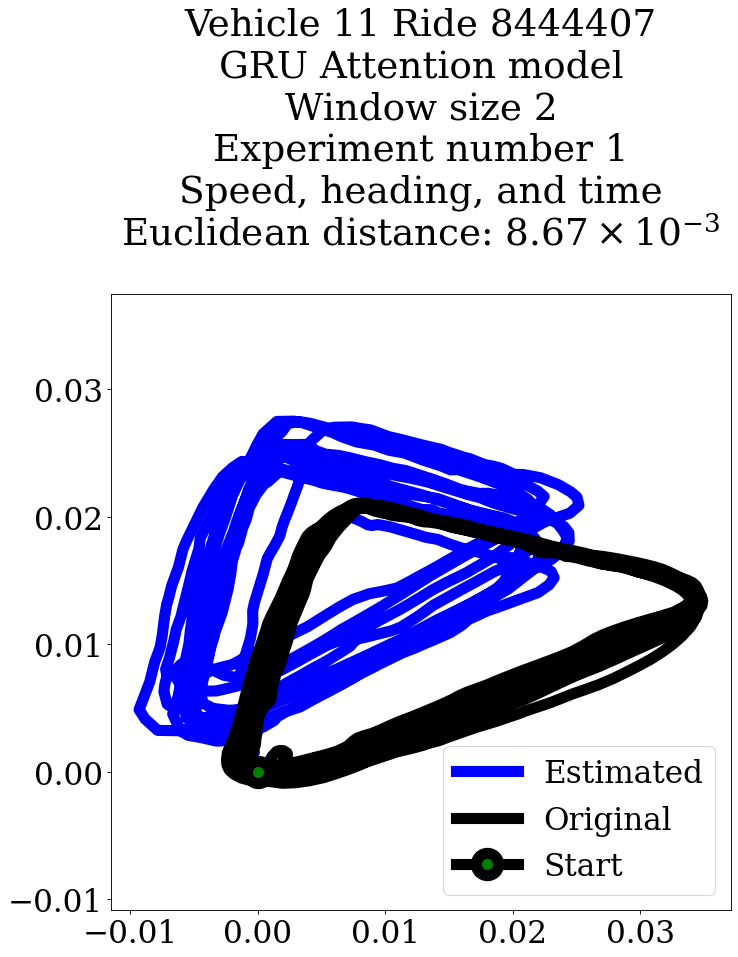 Vehicle 11 Ride 8444407
GRU Attention model
Window size 2
Experiment number 1
Speed, heading, and time
Euclidean distance: 8.67 × 10⁻³
0.03
0.02
0.01
0.00
−0.01
−0.01 0.00 0.01 0.02 0.03
Estimated
Original
Start